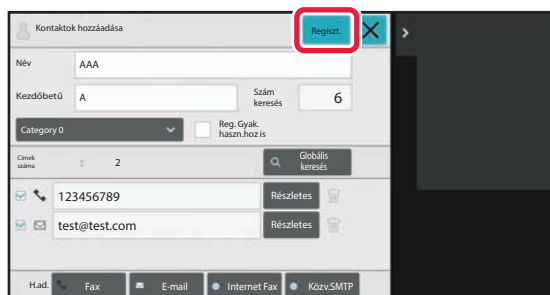 Kontaktok hozzáadása
Regiszt.
Név
AAA
Kezdőbetű
A
Szám
keresés
6
Category 0
Reg. Gyak.
haszn.hoz is
Címek
száma
:
2
Globális
keresés
123456789
Részletes
test@test.com
Részletes
H.ad.
Fax
E-mail
Internet Fax
Közv.SMTP